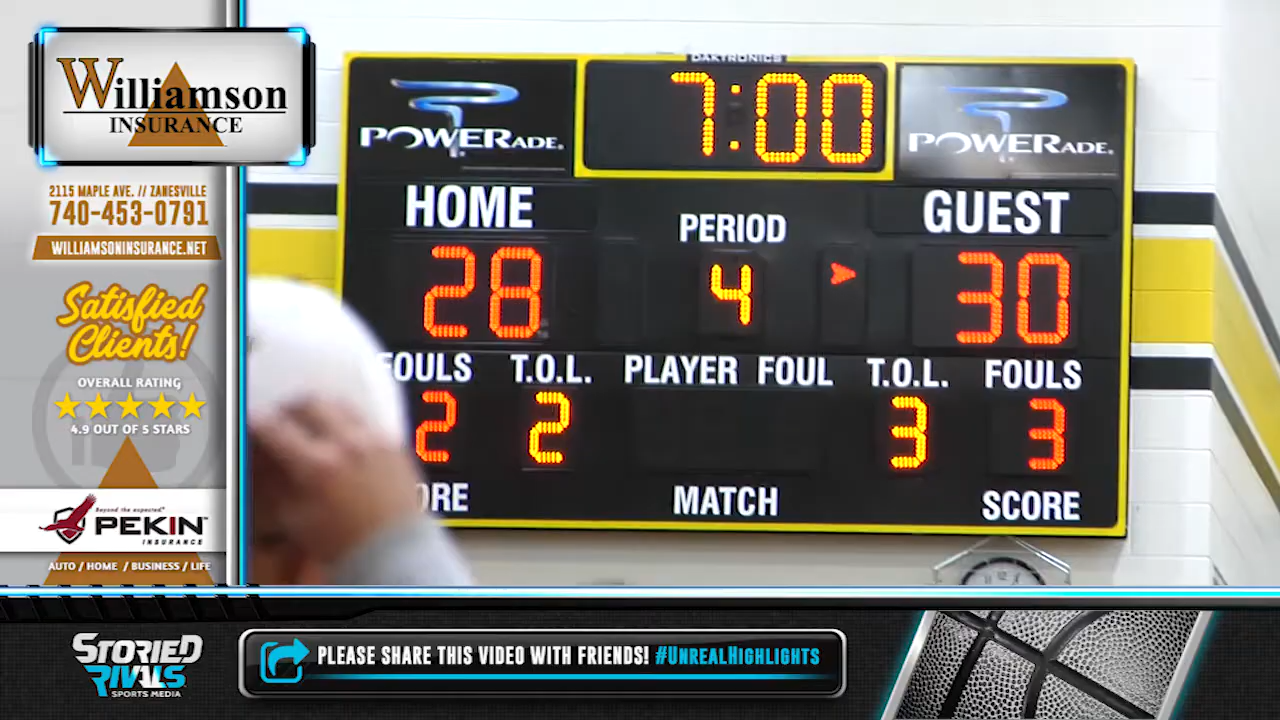 Williamson
INSURANCE
2115 MAPLE AVE. // ZANESVILLE
740-453-0791
WILLIAMSONINSURANCE.NET
Satisfied
Clients!
OVERALL RATING
4.9 OUT OF 5 STARS
Beyond the expected.
PEKIN
INSURANCE
AUTO / HOME / BUSINESS / LIFE
DAKTRONICS
POWERADE
7:00
POWERADE
HOME
PERIOD
GUEST
28
4
30
FOULS T.O.L. PLAYER FOUL T.O.L. FOULS
2 2 3 3
ORE MATCH SCORE
STORIED
RIVALS
SPORTS MEDIA
PLEASE SHARE THIS VIDEO WITH FRIENDS! #UNREALHIGHLIGHTS